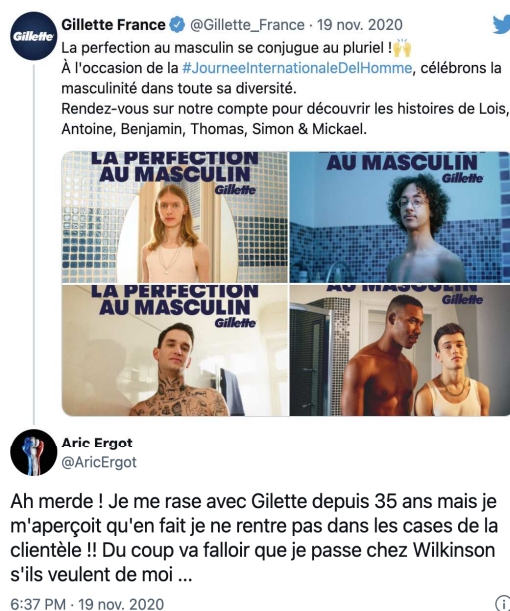 Gillette
Gillette France @Gillette_France · 19 nov. 2020
La perfection au masculin se conjugue au pluriel !🙌
À l'occasion de la #JourneeInternationaleDelHomme, célébrons la
masculinité dans toute sa diversité.
Rendez-vous sur notre compte pour découvrir les histoires de Lois,
Antoine, Benjamin, Thomas, Simon & Mickael.
LA PERFECTION
AU MASCULIN
Gillette
AU MASCULIN
Gillette
LA PERFECTION
AU MASCULIN
Gillette
AU MASCULIN
Gillette
Aric Ergot
@AricErgot
Ah merde ! Je me rase avec Gilette depuis 35 ans mais je
m'aperçoit qu'en fait je ne rentre pas dans les cases de la
clientèle !! Du coup va falloir que je passe chez Wilkinson
s'ils veulent de moi ...
6:37 PM · 19 nov. 2020